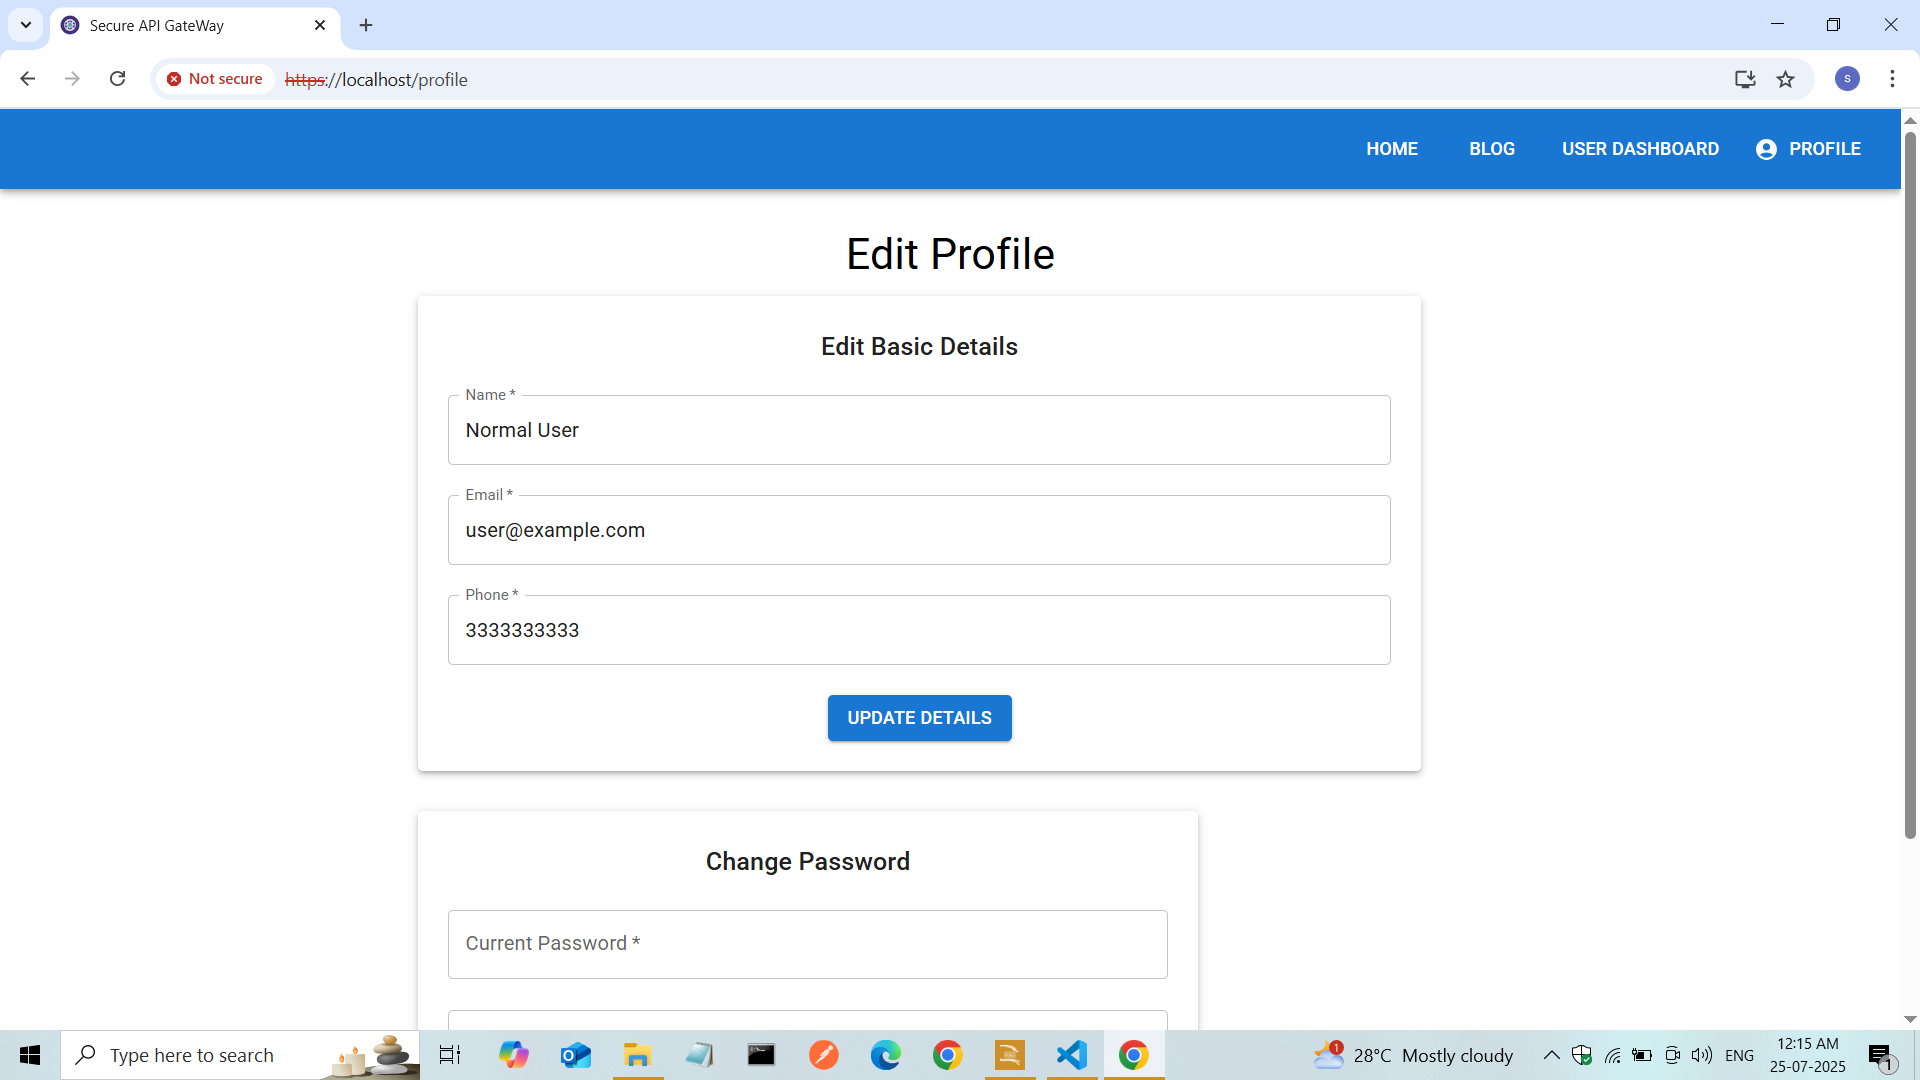 Secure API GateWay
Not secure
https://localhost/profile
S
HOME
BLOG
USER DASHBOARD
PROFILE
Edit Profile
Edit Basic Details
Name *
Normal User
Email *
user@example.com
Phone *
3333333333
UPDATE DETAILS
Change Password
Current Password *
Type here to search
1
28°C Mostly cloudy
ENG
12:15 AM
25-07-2025
1